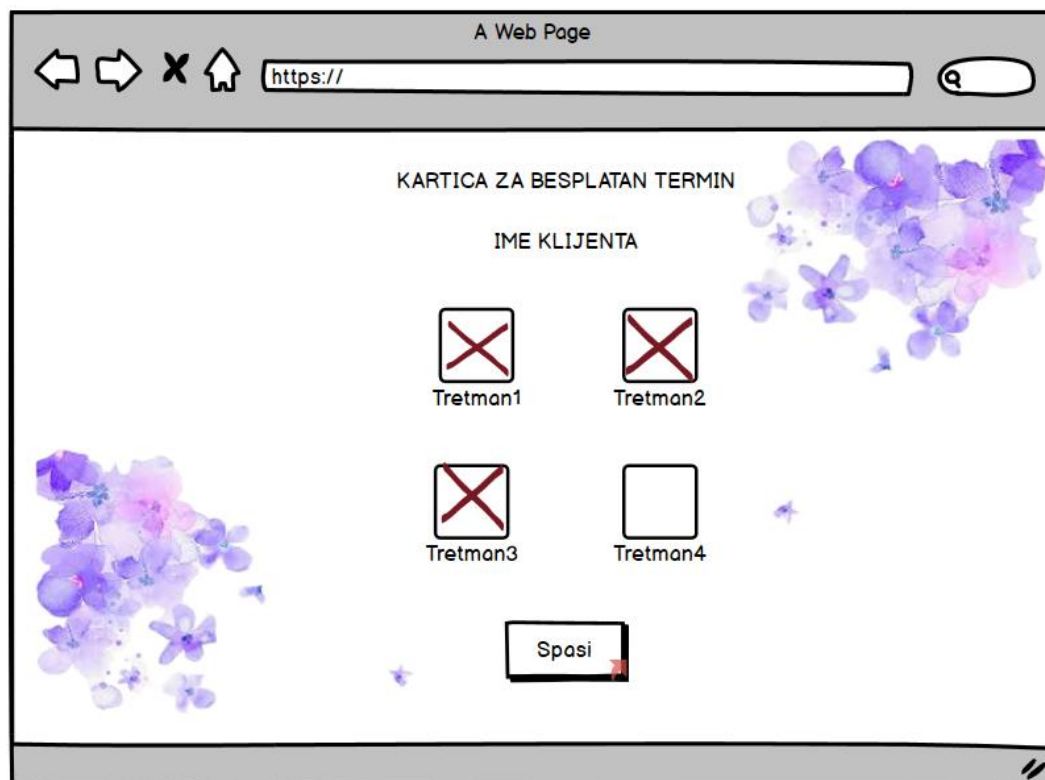 A Web Page
https://
KARTICA ZA BESPLATAN TERMIN
IME KLIJENTA
Tretman1
Tretman2
Tretman3
Tretman4
Spasi